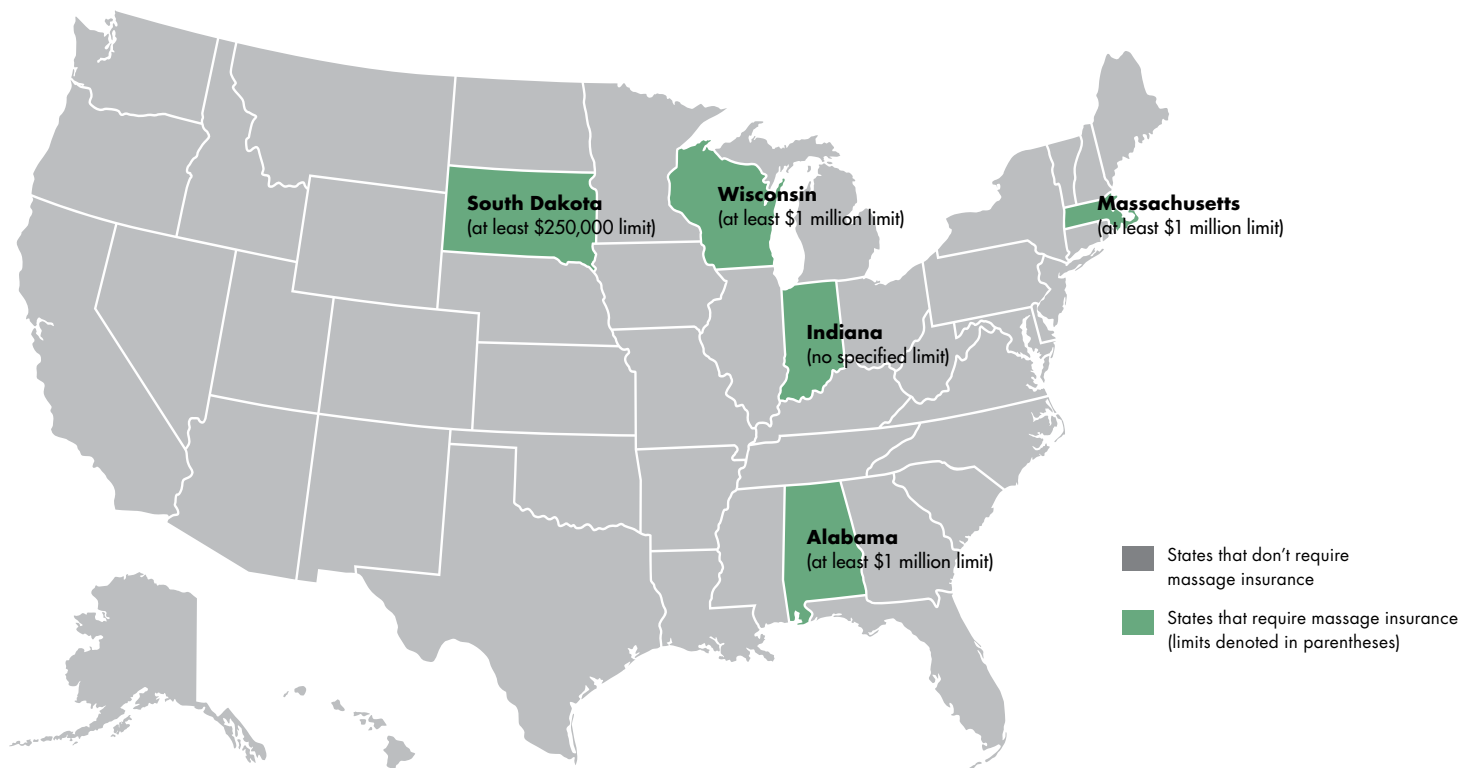 South Dakota
(at least $250,000 limit)
Wisconsin
(at least $1 million limit)
Massachusetts
(at least $1 million limit)
Indiana
(no specified limit)
Alabama
(at least $1 million limit)
States that don’t require
massage insurance
States that require massage insurance
(limits denoted in parentheses)